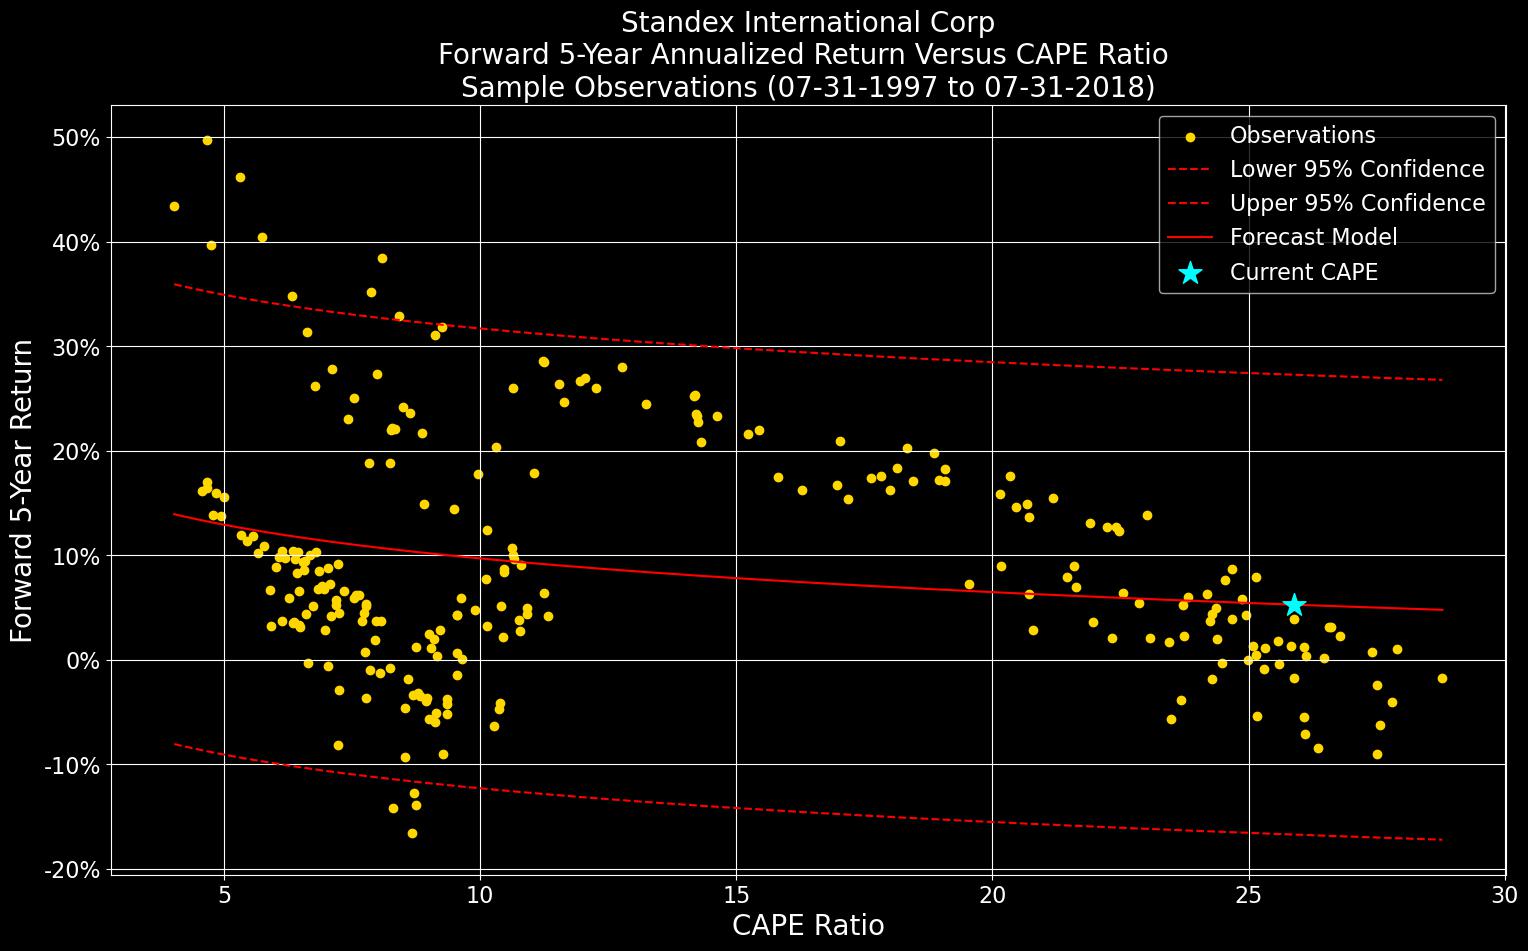 Standex International Corp
Forward 5-Year Annualized Return Versus CAPE Ratio
Sample Observations (07-31-1997 to 07-31-2018)
Observations
Lower 95% Confidence
Upper 95% Confidence
Forecast Model
Current CAPE
Forward 5-Year Return
50%
40%
30%
20%
10%
0%
-10%
-20%
5
10
15
20
25
30
CAPE Ratio